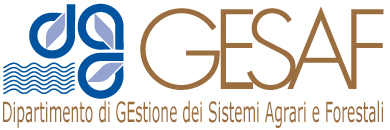 GESAF
Dipartimento di GEstione dei Sistemi Agrari e Forestali